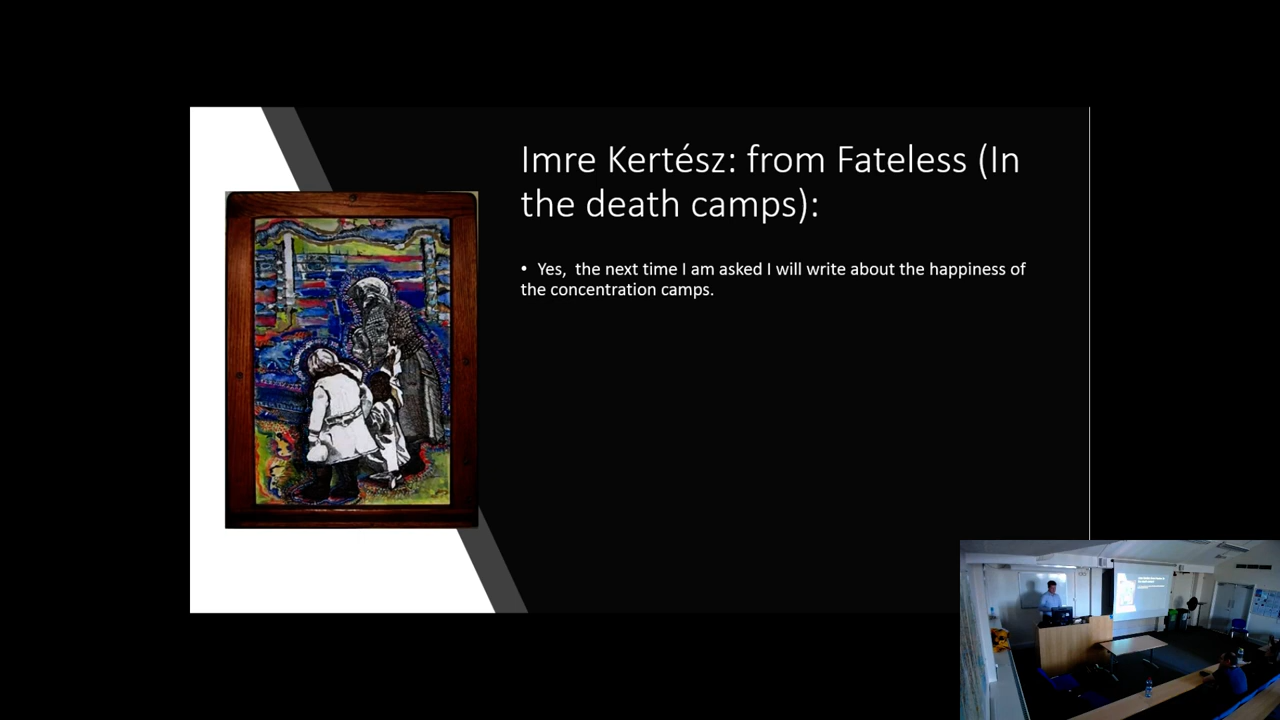 Imre Kertész: from Fateless (In
the death camps):
• Yes,  the next time I am asked I will write about the happiness of
the concentration camps.